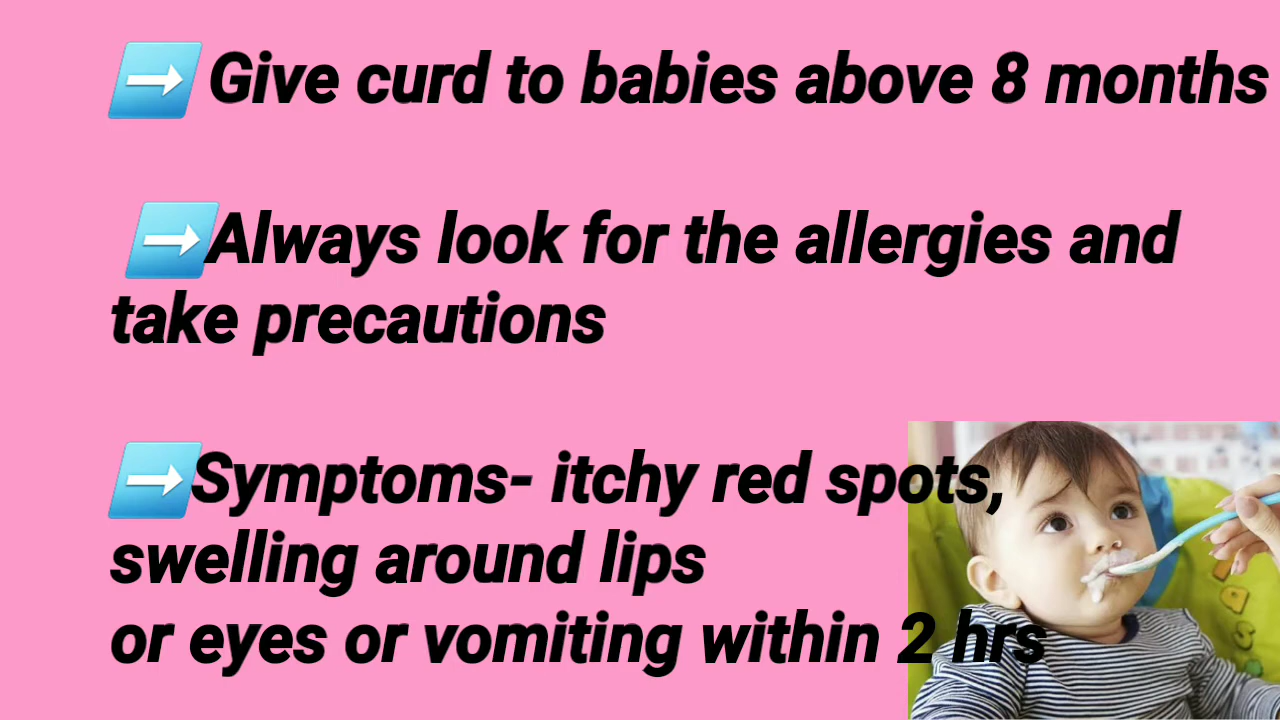 ➡️ Give curd to babies above 8 months
➡️Always look for the allergies and
take precautions
➡️Symptoms- itchy red spots,
swelling around lips
or eyes or vomiting within 2 hrs